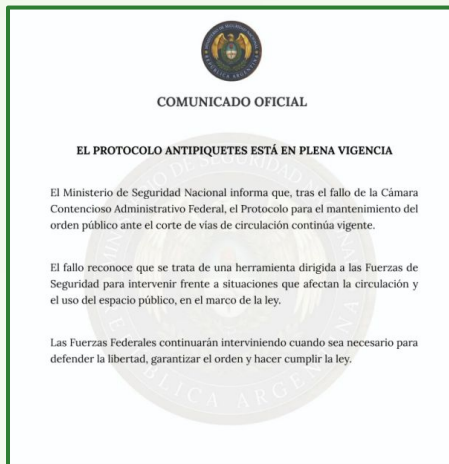 COMUNICADO OFICIAL
EL PROTOCOLO ANTIPIQUETES ESTÁ EN PLENA VIGENCIA
El Ministerio de Seguridad Nacional informa que, tras el fallo de la Cámara
Contencioso Administrativo Federal, el Protocolo para el mantenimiento del
orden público ante el corte de vías de circulación continúa vigente.
El fallo reconoce que se trata de una herramienta dirigida a las Fuerzas de
Seguridad para intervenir frente a situaciones que afectan la circulación y
el uso del espacio público, en el marco de la ley.
Las Fuerzas Federales continuarán interviniendo cuando sea necesario para
defender la libertad, garantizar el orden y hacer cumplir la ley.